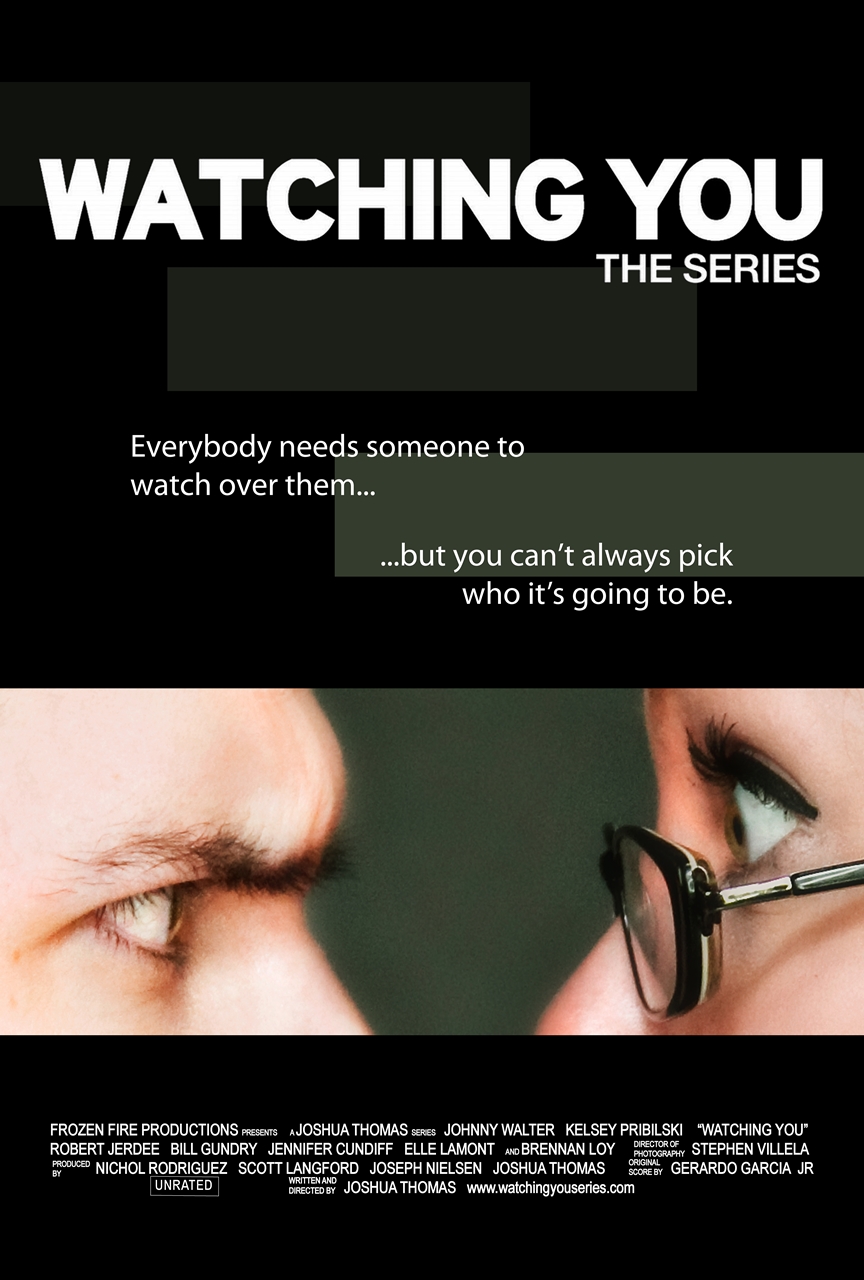 WATCHING YOU
THE SERIES
Everybody needs someone to
watch over them...
...but you can’t always pick
who it’s going to be.
FROZEN FIRE PRODUCTIONS PRESENTS A JOSHUA THOMAS SERIES JOHNNY WALTER KELSEY PRIBILSKI “WATCHING YOU”
ROBERT JERDEE BILL GUNDRY JENNIFER CUNDIFF ELLE LAMONT AND BRENNAN LOY DIRECTOR OF PHOTOGRAPHY STEPHEN VILLELA
PRODUCED BY NICHOL RODRIGUEZ SCOTT LANGFORD JOSEPH NIELSEN JOSHUA THOMAS ORIGINAL SCORE BY GERARDO GARCIA JR
UNRATED WRITTEN AND DIRECTED BY JOSHUA THOMAS www.watchingyouseries.com